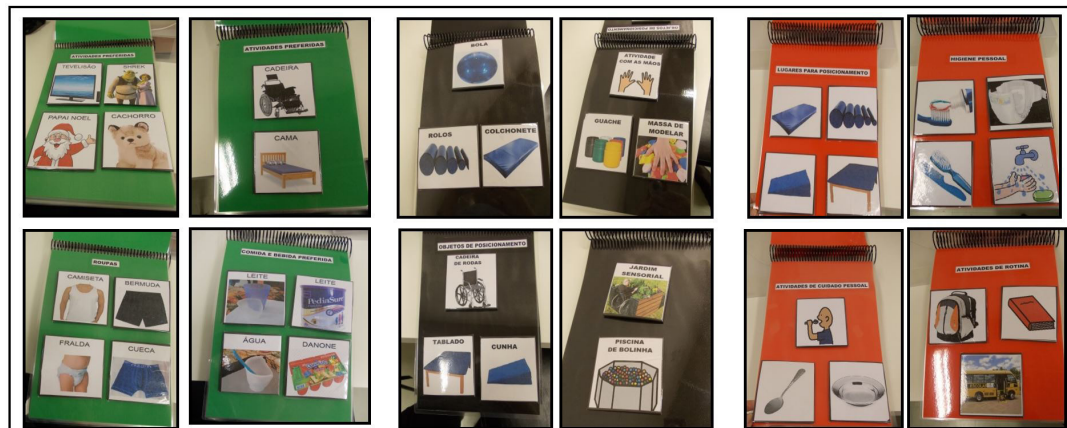 ATIVIDADES PREFERIDAS
TEVELISÃO
SHREK
PAPAI NOÉL
CACHORRO
ATIVIDADES PREFERIDAS
CADEIRA
CAMA
BOLA
ROLOS
COLCHONETE
ATIVIDADE
COM AS MÃOS
GUACHE
MASSA DE
MODELAR
LUGARES PARA POSICIONAMENTO
HIGIENE PESSOAL
ROUPAS
CAMISETA
BERMUDA
FRALDA
CUECA
COMIDA E BEBIDA PREFERIDA
LEITE
LEITE
PediaSure
ÁGUA
DANONE
OBJETOS DE POSICIONAMENTO
CADEIRA
DE RODAS
TABLADO
CUNHA
JARDIM
SENSORIAL
PISCINA
DE BOLINHA
ATIVIDADES DE CUIDADO PESSOAL
ATIVIDADES DE ROTINA